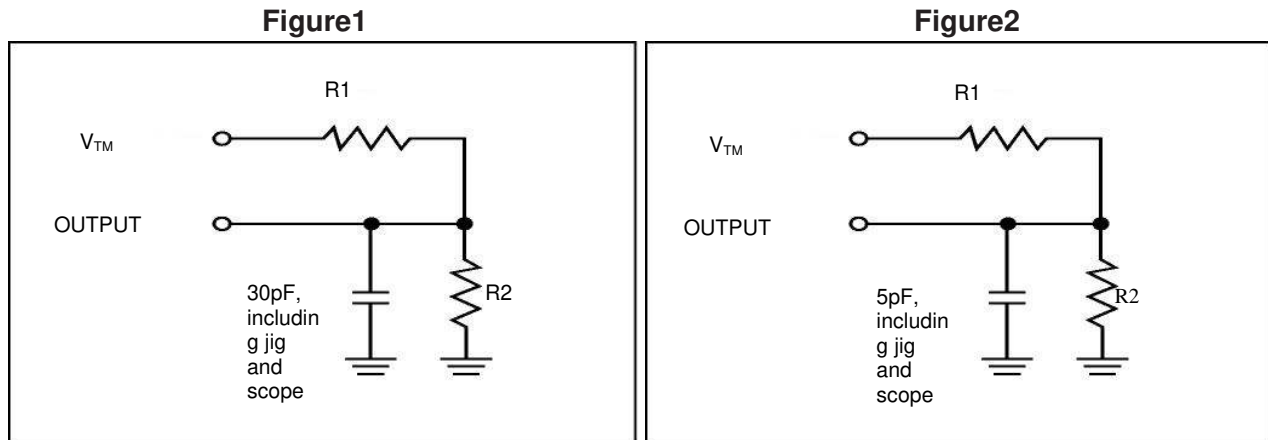 Figure1
R1
VTM
OUTPUT
30pF,
includin
g jig
and
scope
R2
Figure2
R1
VTM
OUTPUT
5pF,
includin
g jig
and
scope
R2